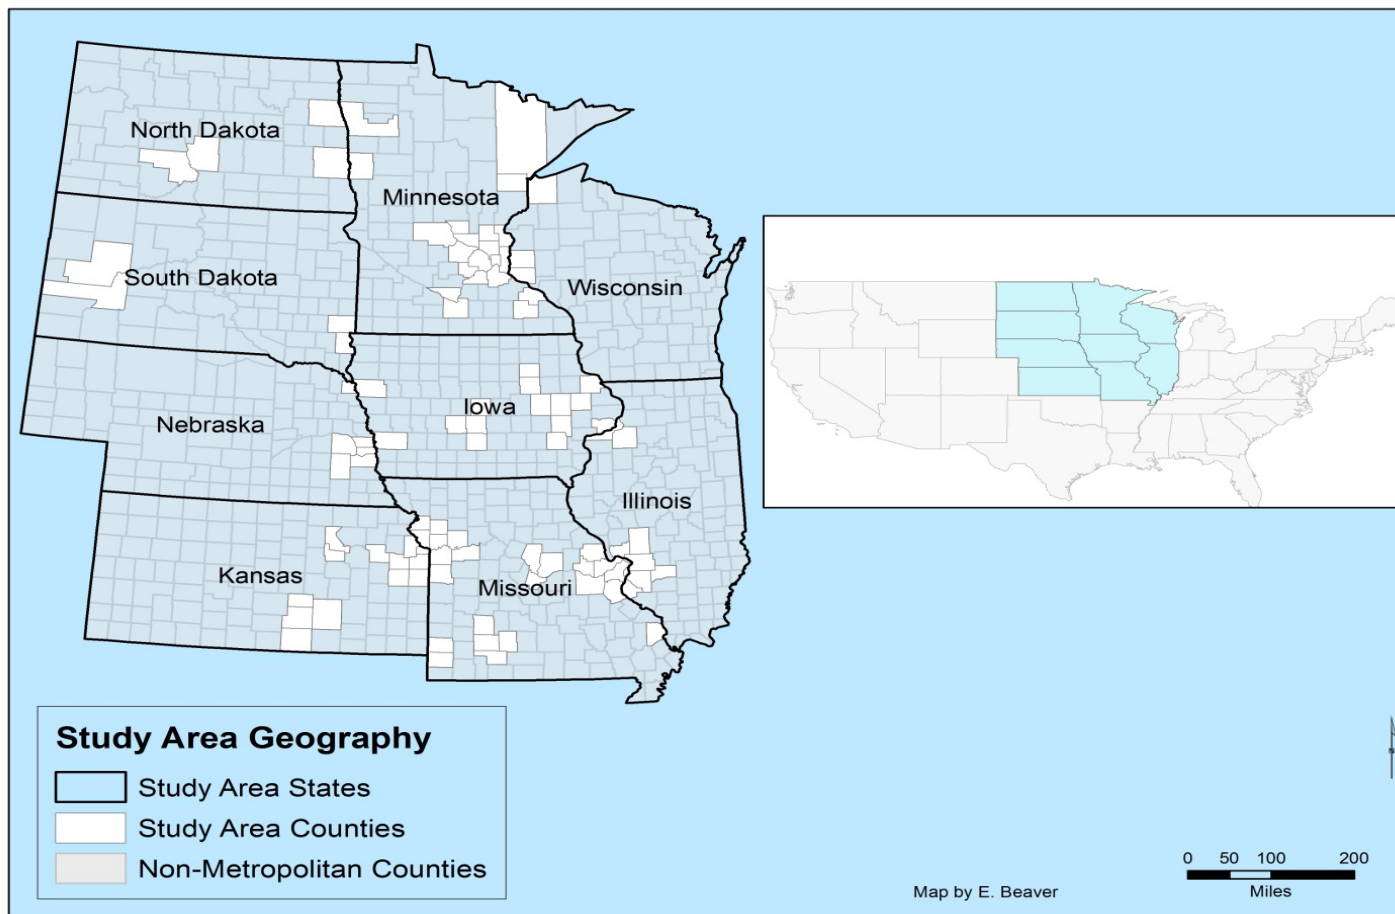 North Dakota
Minnesota
South Dakota
Wisconsin
Nebraska
Iowa
Illinois
Kansas
Missouri
Study Area Geography
Study Area States
Study Area Counties
Non-Metropolitan Counties
Map by E. Beaver
0 50 100 200
Miles